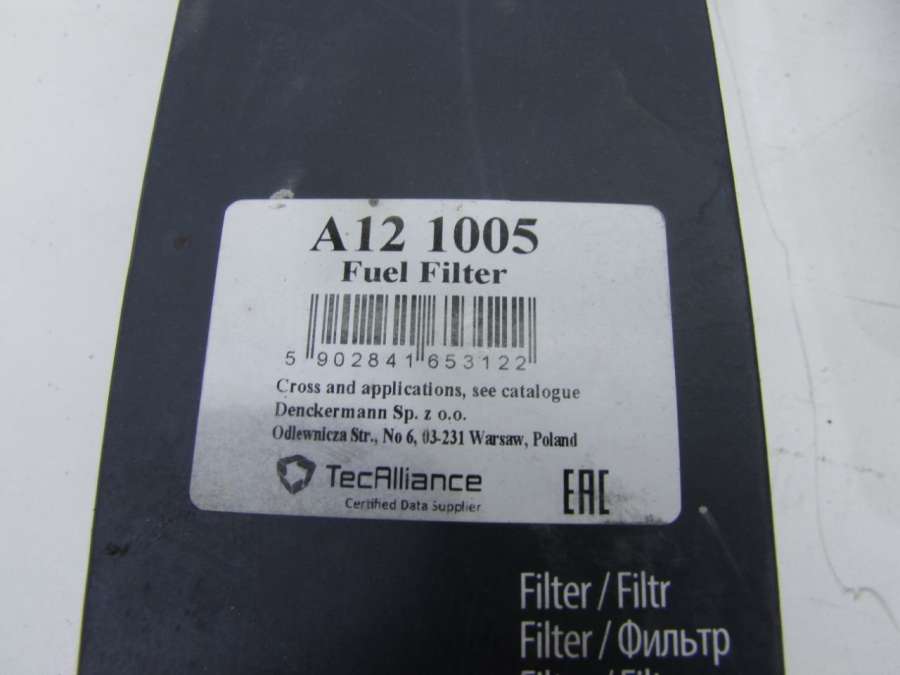 A12 1005
Fuel Filter
5 902841 653122
Cross and applications, see catalogue
Denckermann Sp. z o.o.
Odlewnicza Str., No 6, 03-231 Warsaw, Poland
TecAlliance
Certified Data Supplier
EAC
Filter / Filtr
Filter / Фильтр